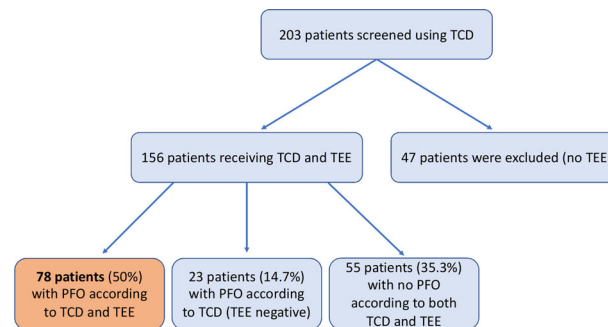 203 patients screened using TCD
156 patients receiving TCD and TEE
47 patients were excluded (no TEE
78 patients (50%)
with PFO according
to TCD and TEE
23 patients (14.7%)
with PFO according
to TCD (TEE negative)
55 patients (35.3%)
with no PFO
according to both
TCD and TEE